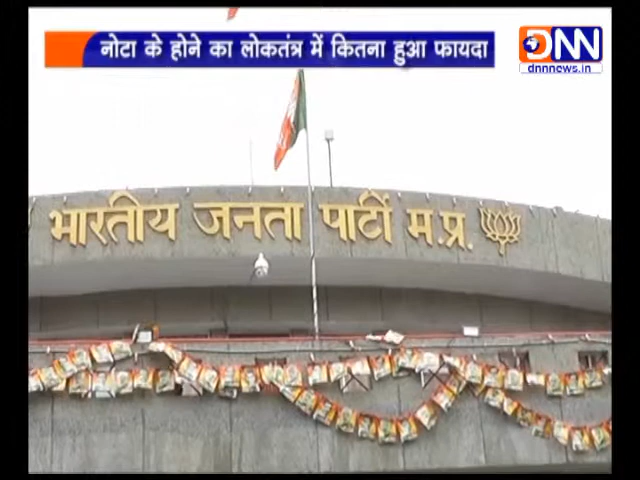 नोटा के होने का लोकतंत्र में कितना हुआ फायदा
DNN
dnnnews.in
भारतीय जनता पार्टी म.प्र.